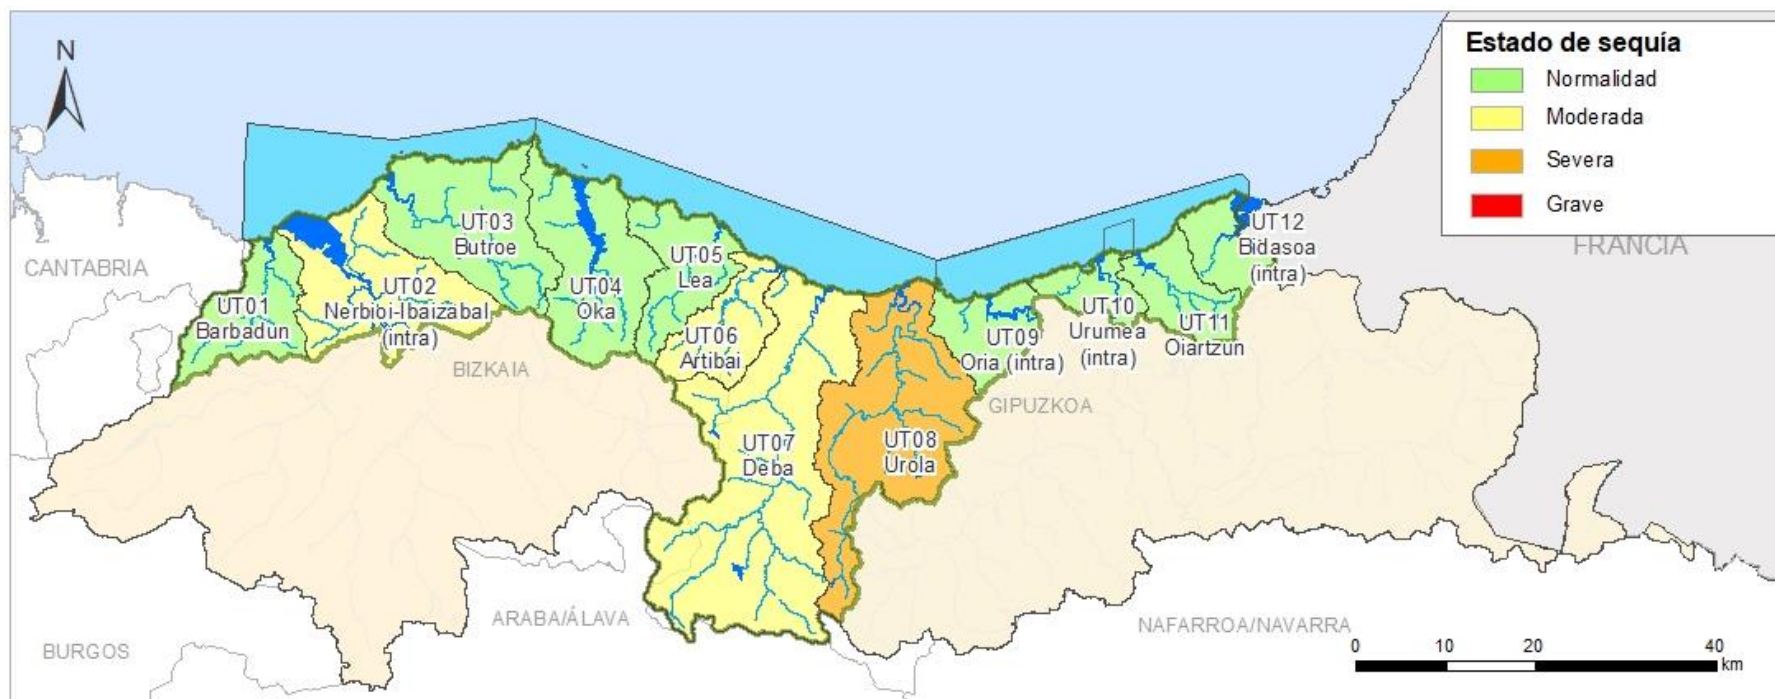 N
Estado de sequía
Normalidad
Moderada
Severa
Grave
CANTABRIA
FRANCIA
UT01
Barbadun
UT02
Nerbioi-Ibaizabal
(intra)
UT03
Butroe
UT04
Oka
UT05
Lea
UT06
Artibai
UT07
Deba
UT08
Urola
UT09
Oria (intra)
UT10
Urumea
(intra)
UT11
Oiartzun
UT12
Bidasoa
(intra)
BIZKAIA
GIPUZKOA
ARABA/ÁLAVA
NAFARROA/NAVARRA
BURGOS
0 10 20 40
km